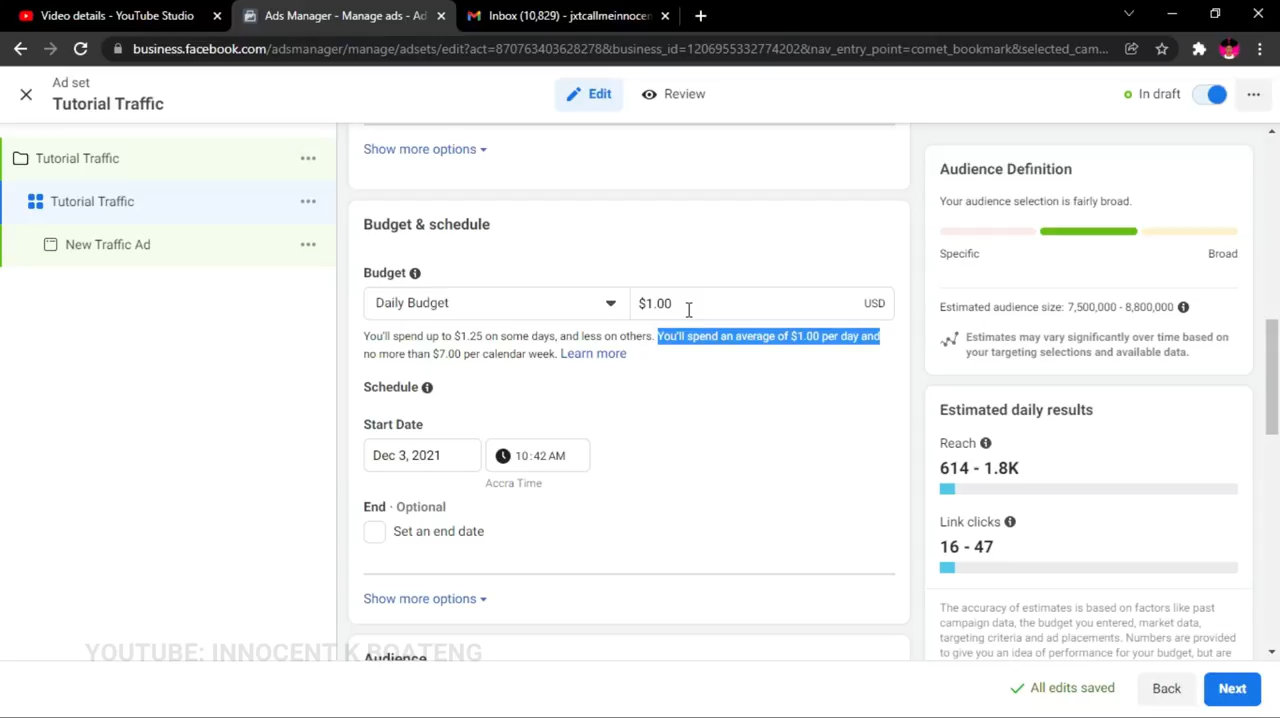 Video details - YouTube Studio
Ads Manager - Manage ads - Ad
Inbox (10,829) - jxtcallmeinnocen
business.facebook.com/adsmanager/manage/adsets/edit?act=870763403628278&business_id=1206955332774202&nav_entry_point=comet_bookmark&selected_cam...
Ad set
Tutorial Traffic
Edit
Review
In draft
Tutorial Traffic
Tutorial Traffic
New Traffic Ad
Show more options
Budget & schedule
Budget
Daily Budget
$1.00
USD
You'll spend up to $1.25 on some days, and less on others. You'll spend an average of $1.00 per day and
no more than $7.00 per calendar week. Learn more
Schedule
Start Date
Dec 3, 2021
10:42 AM
Accra Time
End · Optional
Set an end date
Show more options
Audience
YOUTUBE: INNOCENT K BOATENG
Audience Definition
Your audience selection is fairly broad.
Specific
Broad
Estimated audience size: 7,500,000 - 8,800,000
Estimates may vary significantly over time based on
your targeting selections and available data.
Estimated daily results
Reach
614 - 1.8K
Link clicks
16 - 47
The accuracy of estimates is based on factors like past
campaign data, the budget you entered, market data,
targeting criteria and ad placements. Numbers are provided
to give you an idea of performance for your budget, but are
All edits saved
Back
Next